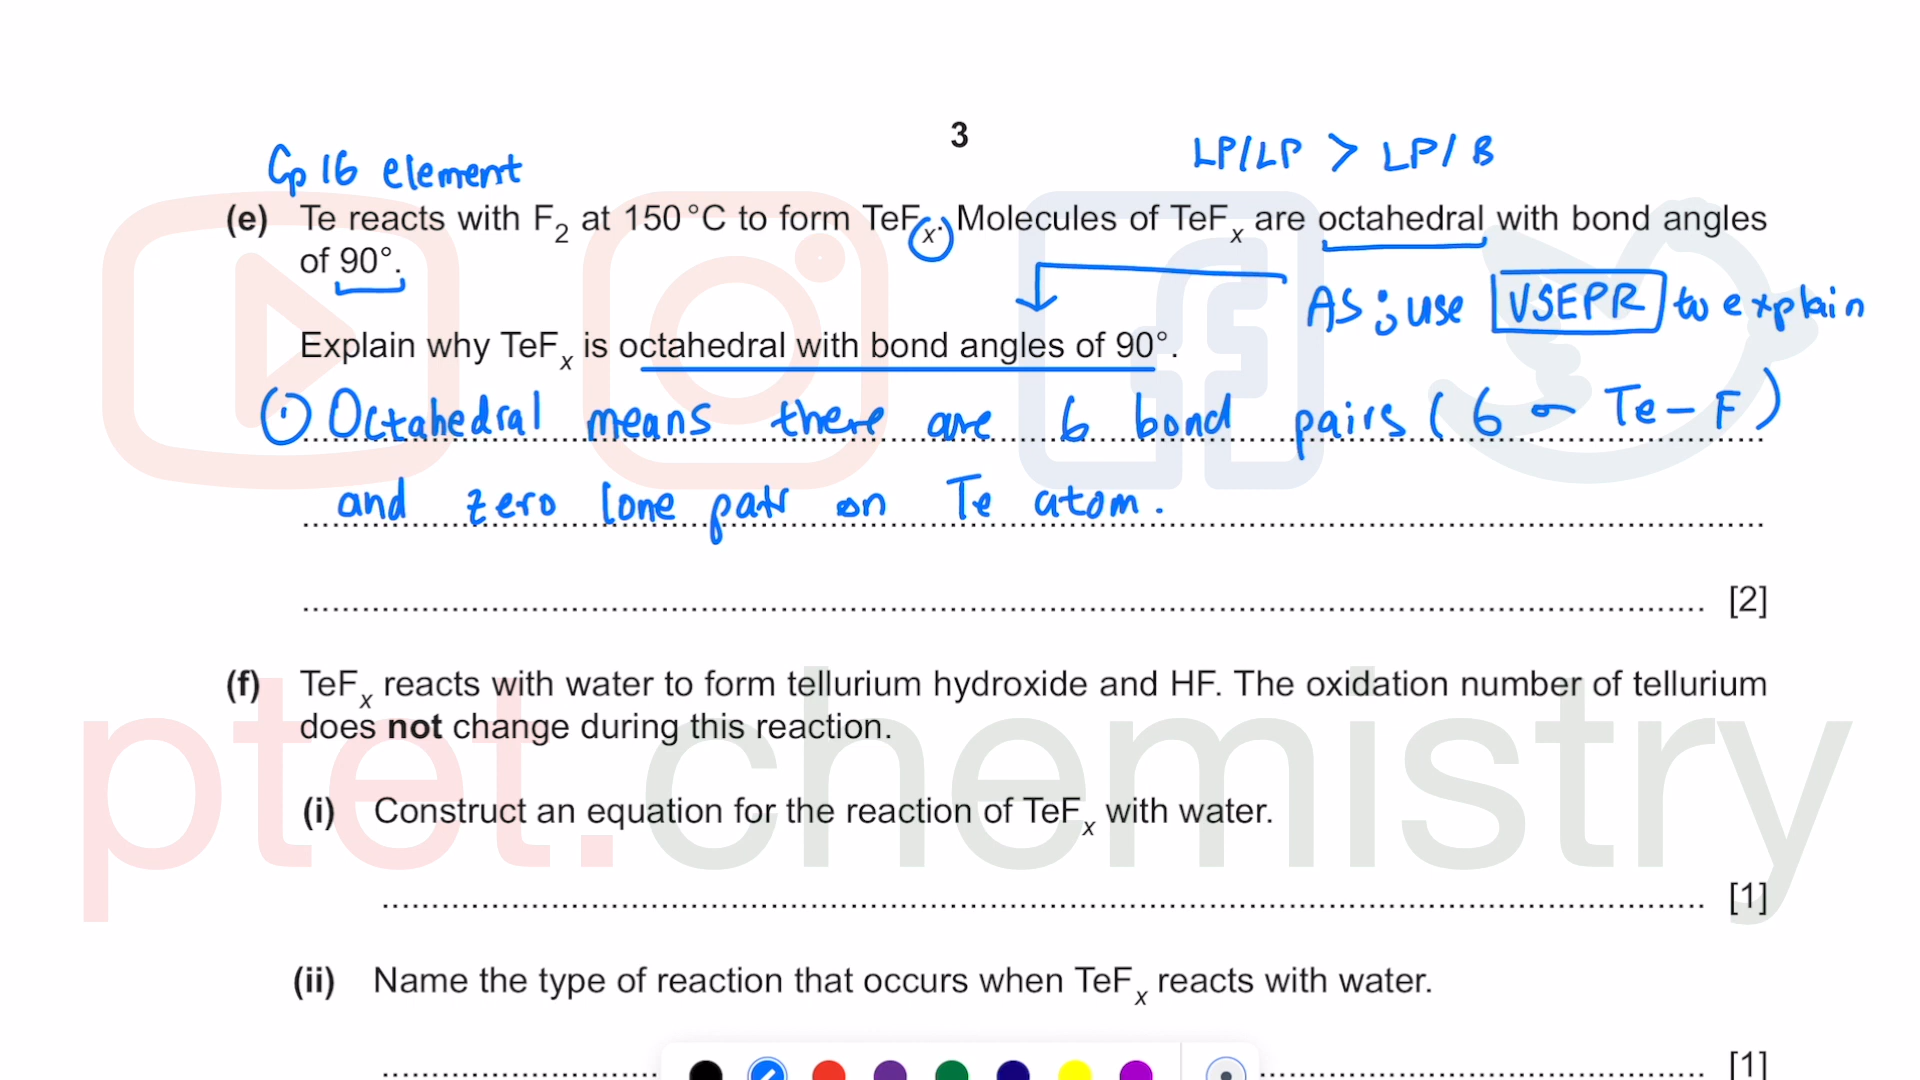 3
LP/LP > LP/B
Gp 16 element
(e) Te reacts with F2 at 150 °C to form TeFx. Molecules of TeFx are octahedral with bond angles
of 90°.
AS ; use VSEPR to explain
Explain why TeFx is octahedral with bond angles of 90°.
① Octahedral means there are 6 bond pairs (6 σ Te-F)
and zero lone pair on Te atom.
[2]
(f) TeFx reacts with water to form tellurium hydroxide and HF. The oxidation number of tellurium
does not change during this reaction.
ptet.chemistry
(i) Construct an equation for the reaction of TeFx with water.
[1]
(ii) Name the type of reaction that occurs when TeFx reacts with water.
[1]